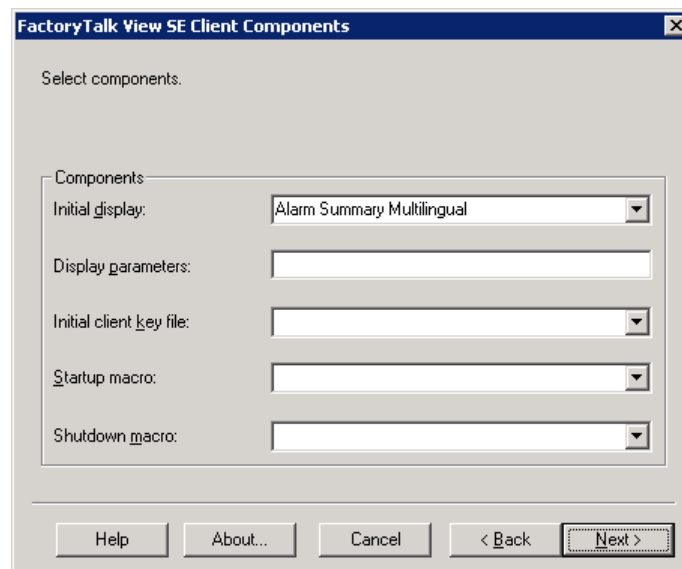 FactoryTalk View SE Client Components
Select components.
Components
Initial display: Alarm Summary Multilingual
Display parameters:
Initial client key file:
Startup macro:
Shutdown macro:
Help About... Cancel < Back Next >